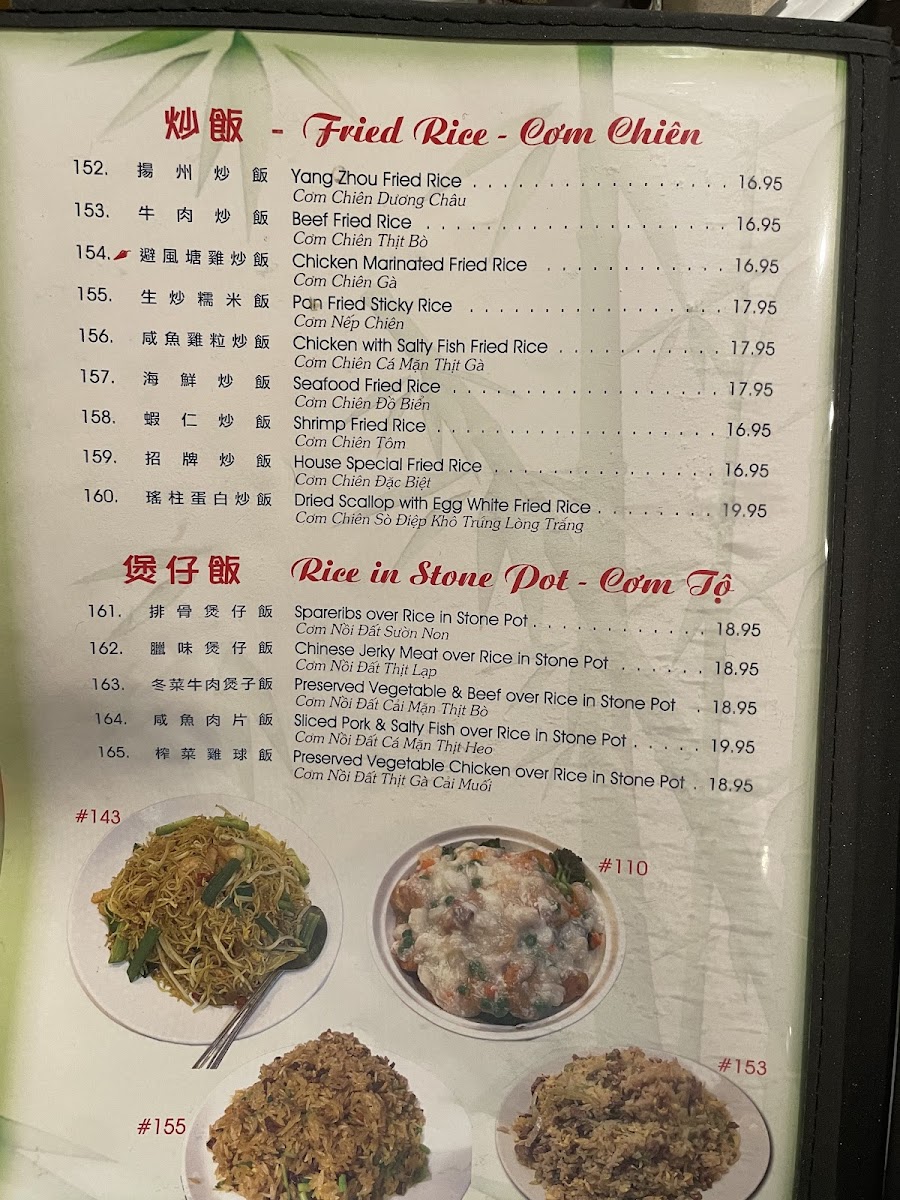 炒飯 - Fried Rice - Cơm Chiên
152. 揚州炒飯 Yang Zhou Fried Rice . . . . . . . . . . . . . . . . . . . . 16.95
Cơm Chiên Dương Châu
153. 牛肉炒飯 Beef Fried Rice . . . . . . . . . . . . . . . . . . . . . . . 16.95
Cơm Chiên Thịt Bò
154. 避風塘雞炒飯 Chicken Marinated Fried Rice . . . . . . . . . . . . . . 16.95
Cơm Chiên Gà
155. 生炒糯米飯 Pan Fried Sticky Rice . . . . . . . . . . . . . . . . . . . 17.95
Cơm Nếp Chiên
156. 咸魚雞粒炒飯 Chicken with Salty Fish Fried Rice . . . . . . . . . . . . 17.95
Cơm Chiên Cá Mặn Thịt Gà
157. 海鮮炒飯 Seafood Fried Rice . . . . . . . . . . . . . . . . . . . . . 17.95
Cơm Chiên Đồ Biển
158. 蝦仁炒飯 Shrimp Fried Rice . . . . . . . . . . . . . . . . . . . . . . 16.95
Cơm Chiên Tôm
159. 招牌炒飯 House Special Fried Rice . . . . . . . . . . . . . . . . . 16.95
Cơm Chiên Đặc Biệt
160. 瑤柱蛋白炒飯 Dried Scallop with Egg White Fried Rice . . . . . . . . . 19.95
Cơm Chiên Sò Điệp Khô Trứng Lòng Trắng
煲仔飯 Rice in Stone Pot - Cơm Tộ
161. 排骨煲仔飯 Spareribs over Rice in Stone Pot . . . . . . . . . . . . . 18.95
Cơm Nồi Đất Sườn Non
162. 臘味煲仔飯 Chinese Jerky Meat over Rice in Stone Pot . . . . . . 18.95
Cơm Nồi Đất Thịt Lạp
163. 冬菜牛肉煲子飯 Preserved Vegetable & Beef over Rice in Stone Pot . 18.95
Cơm Nồi Đất Cải Mặn Thịt Bò
164. 咸魚肉片飯 Sliced Pork & Salty Fish over Rice in Stone Pot . . . . . 19.95
Cơm Nồi Đất Cá Mặn Thịt Heo
165. 榨菜雞球飯 Preserved Vegetable Chicken over Rice in Stone Pot . 18.95
Cơm Nồi Đất Thịt Gà Cải Muối
#143
#110
#153
#155